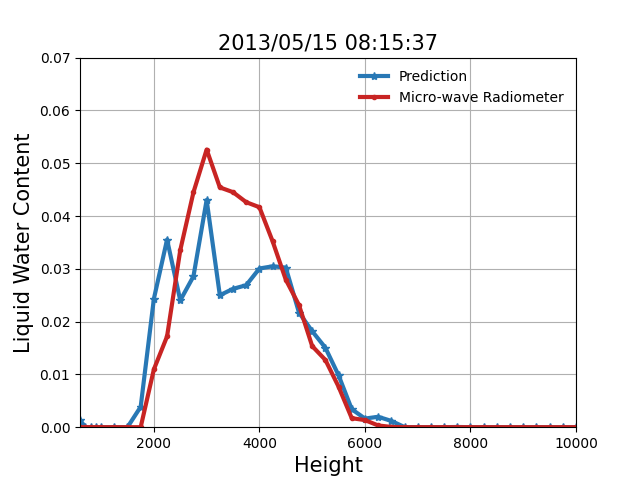 2013/05/15 08:15:37
Prediction
Micro-wave Radiometer
Liquid Water Content
0.07
0.06
0.05
0.04
0.03
0.02
0.01
0.00
2000 4000 6000 8000 10000
Height